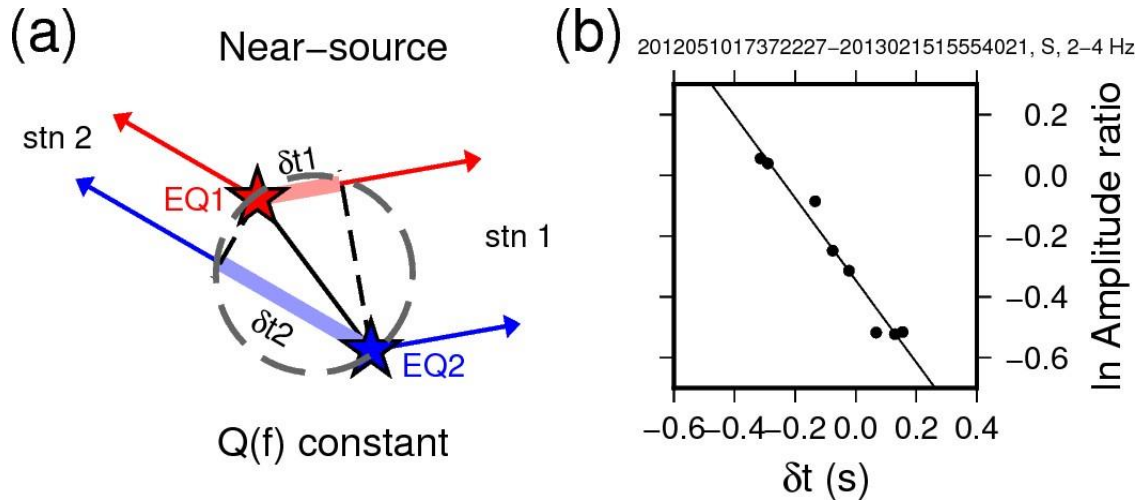 (a)
Near−source
stn 2
δt1
EQ1
stn 1
δt2
EQ2
Q(f) constant
(b)
2012051017372227−2013021515554021, S, 2−4 Hz
0.2
0.0
−0.2
−0.4
−0.6
ln Amplitude ratio
−0.6 −0.4 −0.2 0.0 0.2 0.4
δt (s)